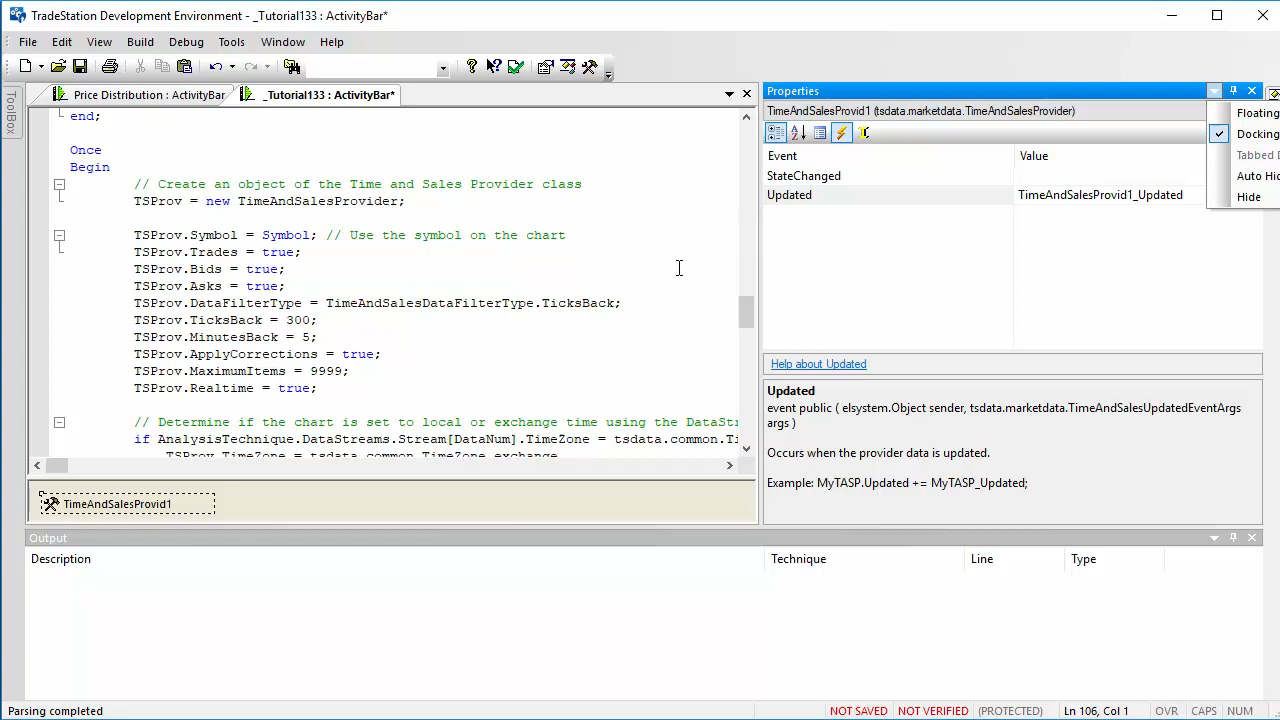 TradeStation Development Environment - _Tutorial133 : ActivityBar*
File Edit View Build Debug Tools Window Help
ToolBox
Price Distribution : ActivityBar
_Tutorial133 : ActivityBar*
end;
Once
Begin
// Create an object of the Time and Sales Provider class
TSProv = new TimeAndSalesProvider;
TSProv.Symbol = Symbol; // Use the symbol on the chart
TSProv.Trades = true;
TSProv.Bids = true;
TSProv.Asks = true;
TSProv.DataFilterType = TimeAndSalesDataFilterType.TicksBack;
TSProv.TicksBack = 300;
TSProv.MinutesBack = 5;
TSProv.ApplyCorrections = true;
TSProv.MaximumItems = 9999;
TSProv.Realtime = true;
// Determine if the chart is set to local or exchange time using the DataStr
if AnalysisTechnique.DataStreams.Stream[DataNum].TimeZone = tsdata.common.Ti
TSProv.TimeZone = tsdata.common.TimeZone.exchange
TimeAndSalesProvid1
Properties
TimeAndSalesProvid1 (tsdata.marketdata.TimeAndSalesProvider)
Event Value
StateChanged
Updated TimeAndSalesProvid1_Updated
Floating
Docking
Tabbed D
Auto Hid
Hide
Help about Updated
Updated
event public ( elsystem.Object sender, tsdata.marketdata.TimeAndSalesUpdatedEventArgs
args )
Occurs when the provider data is updated.
Example: MyTASP.Updated += MyTASP_Updated;
Output
Description Technique Line Type
Parsing completed NOT SAVED NOT VERIFIED (PROTECTED) Ln 106, Col 1 OVR CAPS NUM